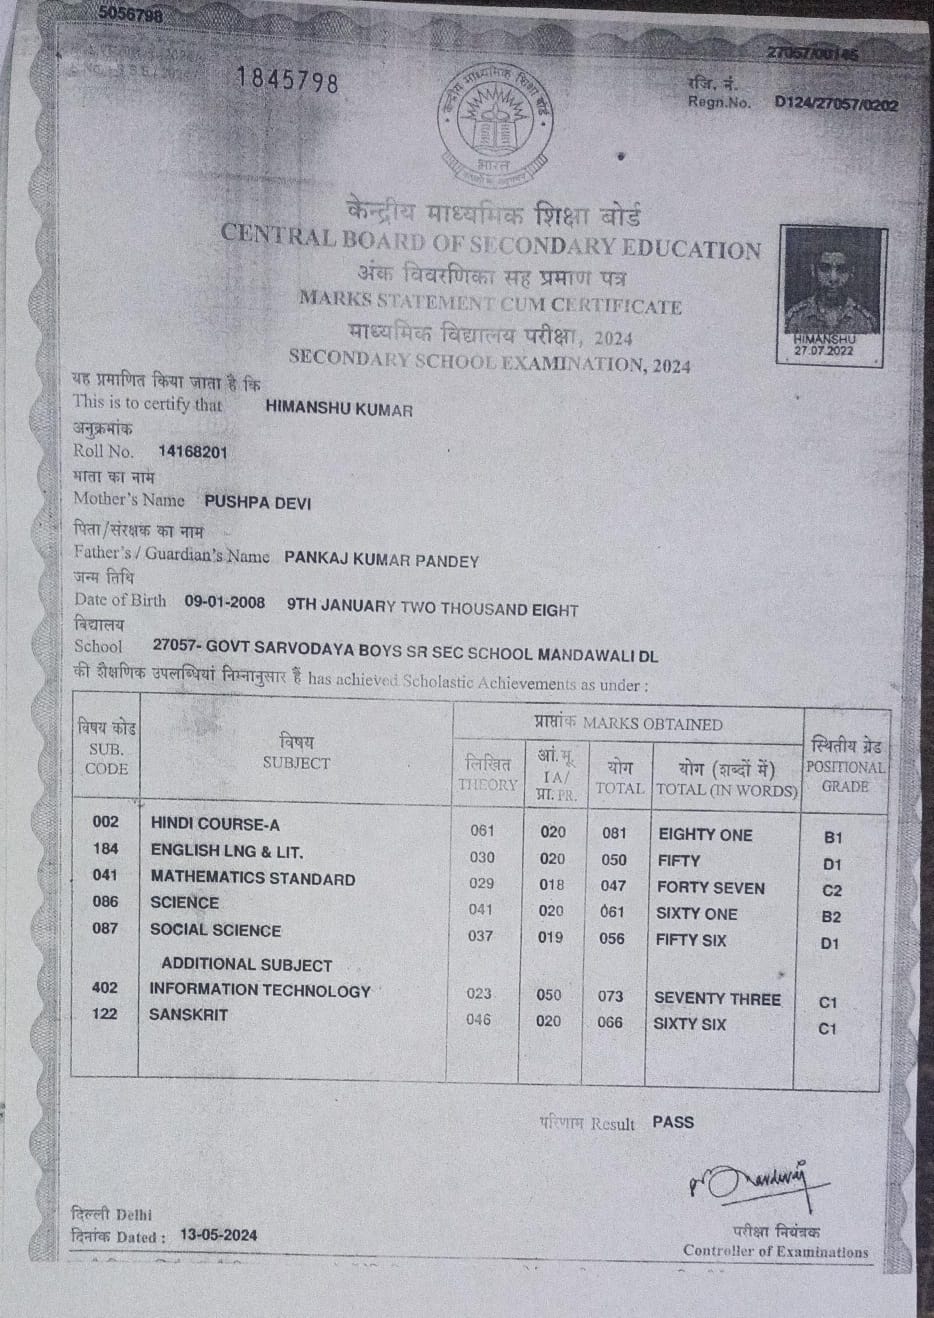 5056798
27057/00145
1845798
रजि. नं.
Regn.No. D124/27057/0202
केन्द्रीय माध्यमिक शिक्षा बोर्ड
भारत
केन्द्रीय माध्यमिक शिक्षा बोर्ड
CENTRAL BOARD OF SECONDARY EDUCATION
अंक विवरणिका सह प्रमाण पत्र
MARKS STATEMENT CUM CERTIFICATE
माध्यमिक विद्यालय परीक्षा, 2024
SECONDARY SCHOOL EXAMINATION, 2024
HIMANSHU
27.07.2022
यह प्रमाणित किया जाता है कि
This is to certify that HIMANSHU KUMAR
अनुक्रमांक
Roll No. 14168201
माता का नाम
Mother's Name PUSHPA DEVI
पिता/संरक्षक का नाम
Father's / Guardian's Name PANKAJ KUMAR PANDEY
जन्म तिथि
Date of Birth 09-01-2008 9TH JANUARY TWO THOUSAND EIGHT
विद्यालय
School 27057- GOVT SARVODAYA BOYS SR SEC SCHOOL MANDAWALI DL
की शैक्षणिक उपलब्धियां निम्नानुसार हैं has achieved Scholastic Achievements as under :
विषय कोड
SUB.
CODE
विषय
SUBJECT
प्राप्तांक MARKS OBTAINED
लिखित
THEORY
आं.मू.
IA/
प्रा. PR.
योग
TOTAL
योग (शब्दों में)
TOTAL (IN WORDS)
स्थितीय ग्रेड
POSITIONAL
GRADE
002 HINDI COURSE-A 061 020 081 EIGHTY ONE B1
184 ENGLISH LNG & LIT. 030 020 050 FIFTY D1
041 MATHEMATICS STANDARD 029 018 047 FORTY SEVEN C2
086 SCIENCE 041 020 061 SIXTY ONE B2
087 SOCIAL SCIENCE 037 019 056 FIFTY SIX D1
ADDITIONAL SUBJECT
402 INFORMATION TECHNOLOGY 023 050 073 SEVENTY THREE C1
122 SANSKRIT 046 020 066 SIXTY SIX C1
परिणाम Result PASS
दिल्ली Delhi
दिनांक Dated : 13-05-2024
परीक्षा नियंत्रक
Controller of Examinations